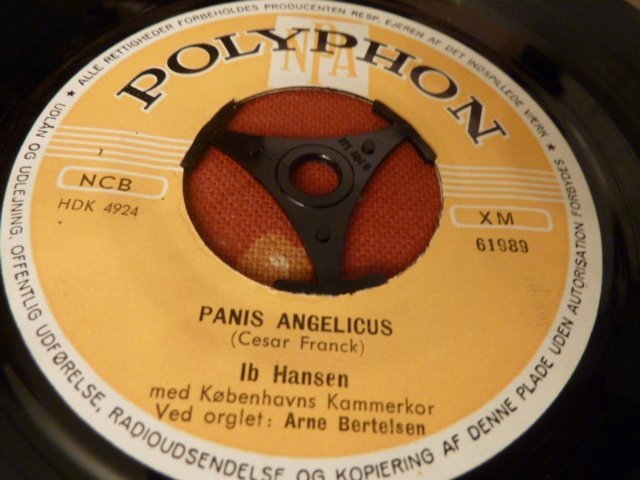 ★ ALLE RETTIGHEDER FORBEHOLDES PRODUCENTEN RESP. EJEREN AF DET INDSPILLEDE VÆRK ★
UDLÅN OG UDLEJNING, OFFENTLIG UDFØRELSE, RADIOUDSENDELSE OG KOPIERING AF DENNE PLADE UDEN AUTORISATION FORBYDES
NPA
POLYPHON
NCB
HDK 4924
XM
61989
PANIS ANGELICUS
(Cesar Franck)
Ib Hansen
med Københavns Kammerkor
Ved orglet: Arne Bertelsen